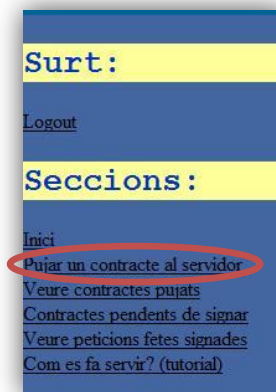 Surt:
Logout
Seccions:
Inici
Pujar un contracte al servidor
Veure contractes pujats
Contractes pendents de signar
Veure peticions fetes signades
Com es fa servir? (tutorial)